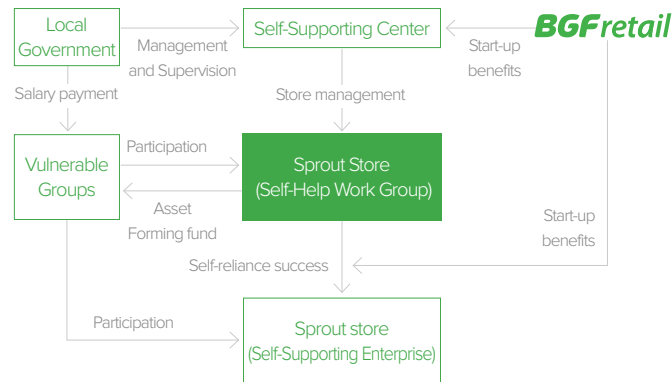 Local
Government
Self-Supporting Center
BGFretail
Management
and Supervision
Start-up
benefits
Salary payment
Store management
Participation
Vulnerable
Groups
Sprout Store
(Self-Help Work Group)
Asset
Forming fund
Start-up
benefits
Self-reliance success
Participation
Sprout store
(Self-Supporting Enterprise)